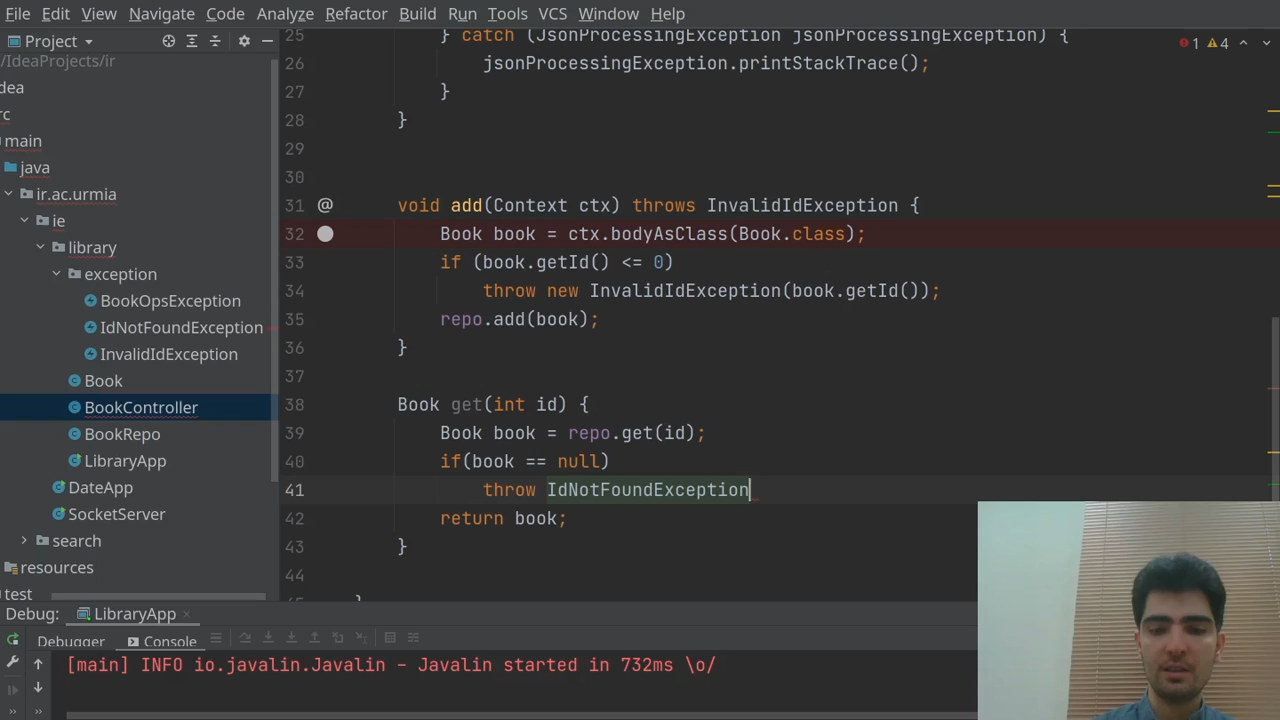 File Edit View Navigate Code Analyze Refactor Build Run Tools VCS Window Help
Project
/IdeaProjects/ir
dea
rc
main
java
ir.ac.urmia
ie
library
exception
BookOpsException
IdNotFoundException
InvalidIdException
Book
BookController
BookRepo
LibraryApp
DateApp
SocketServer
search
resources
test
1 4
25 } catch (JsonProcessingException jsonProcessingException) {
26 jsonProcessingException.printStackTrace();
27 }
28 }
29
30
31 @ void add(Context ctx) throws InvalidIdException {
32 Book book = ctx.bodyAsClass(Book.class);
33 if (book.getId() <= 0)
34 throw new InvalidIdException(book.getId());
35 repo.add(book);
36 }
37
38 Book get(int id) {
39 Book book = repo.get(id);
40 if(book == null)
41 throw IdNotFoundException
42 return book;
43 }
44
Debug: LibraryApp
Debugger Console
[main] INFO io.javalin.Javalin - Javalin started in 732ms \o/